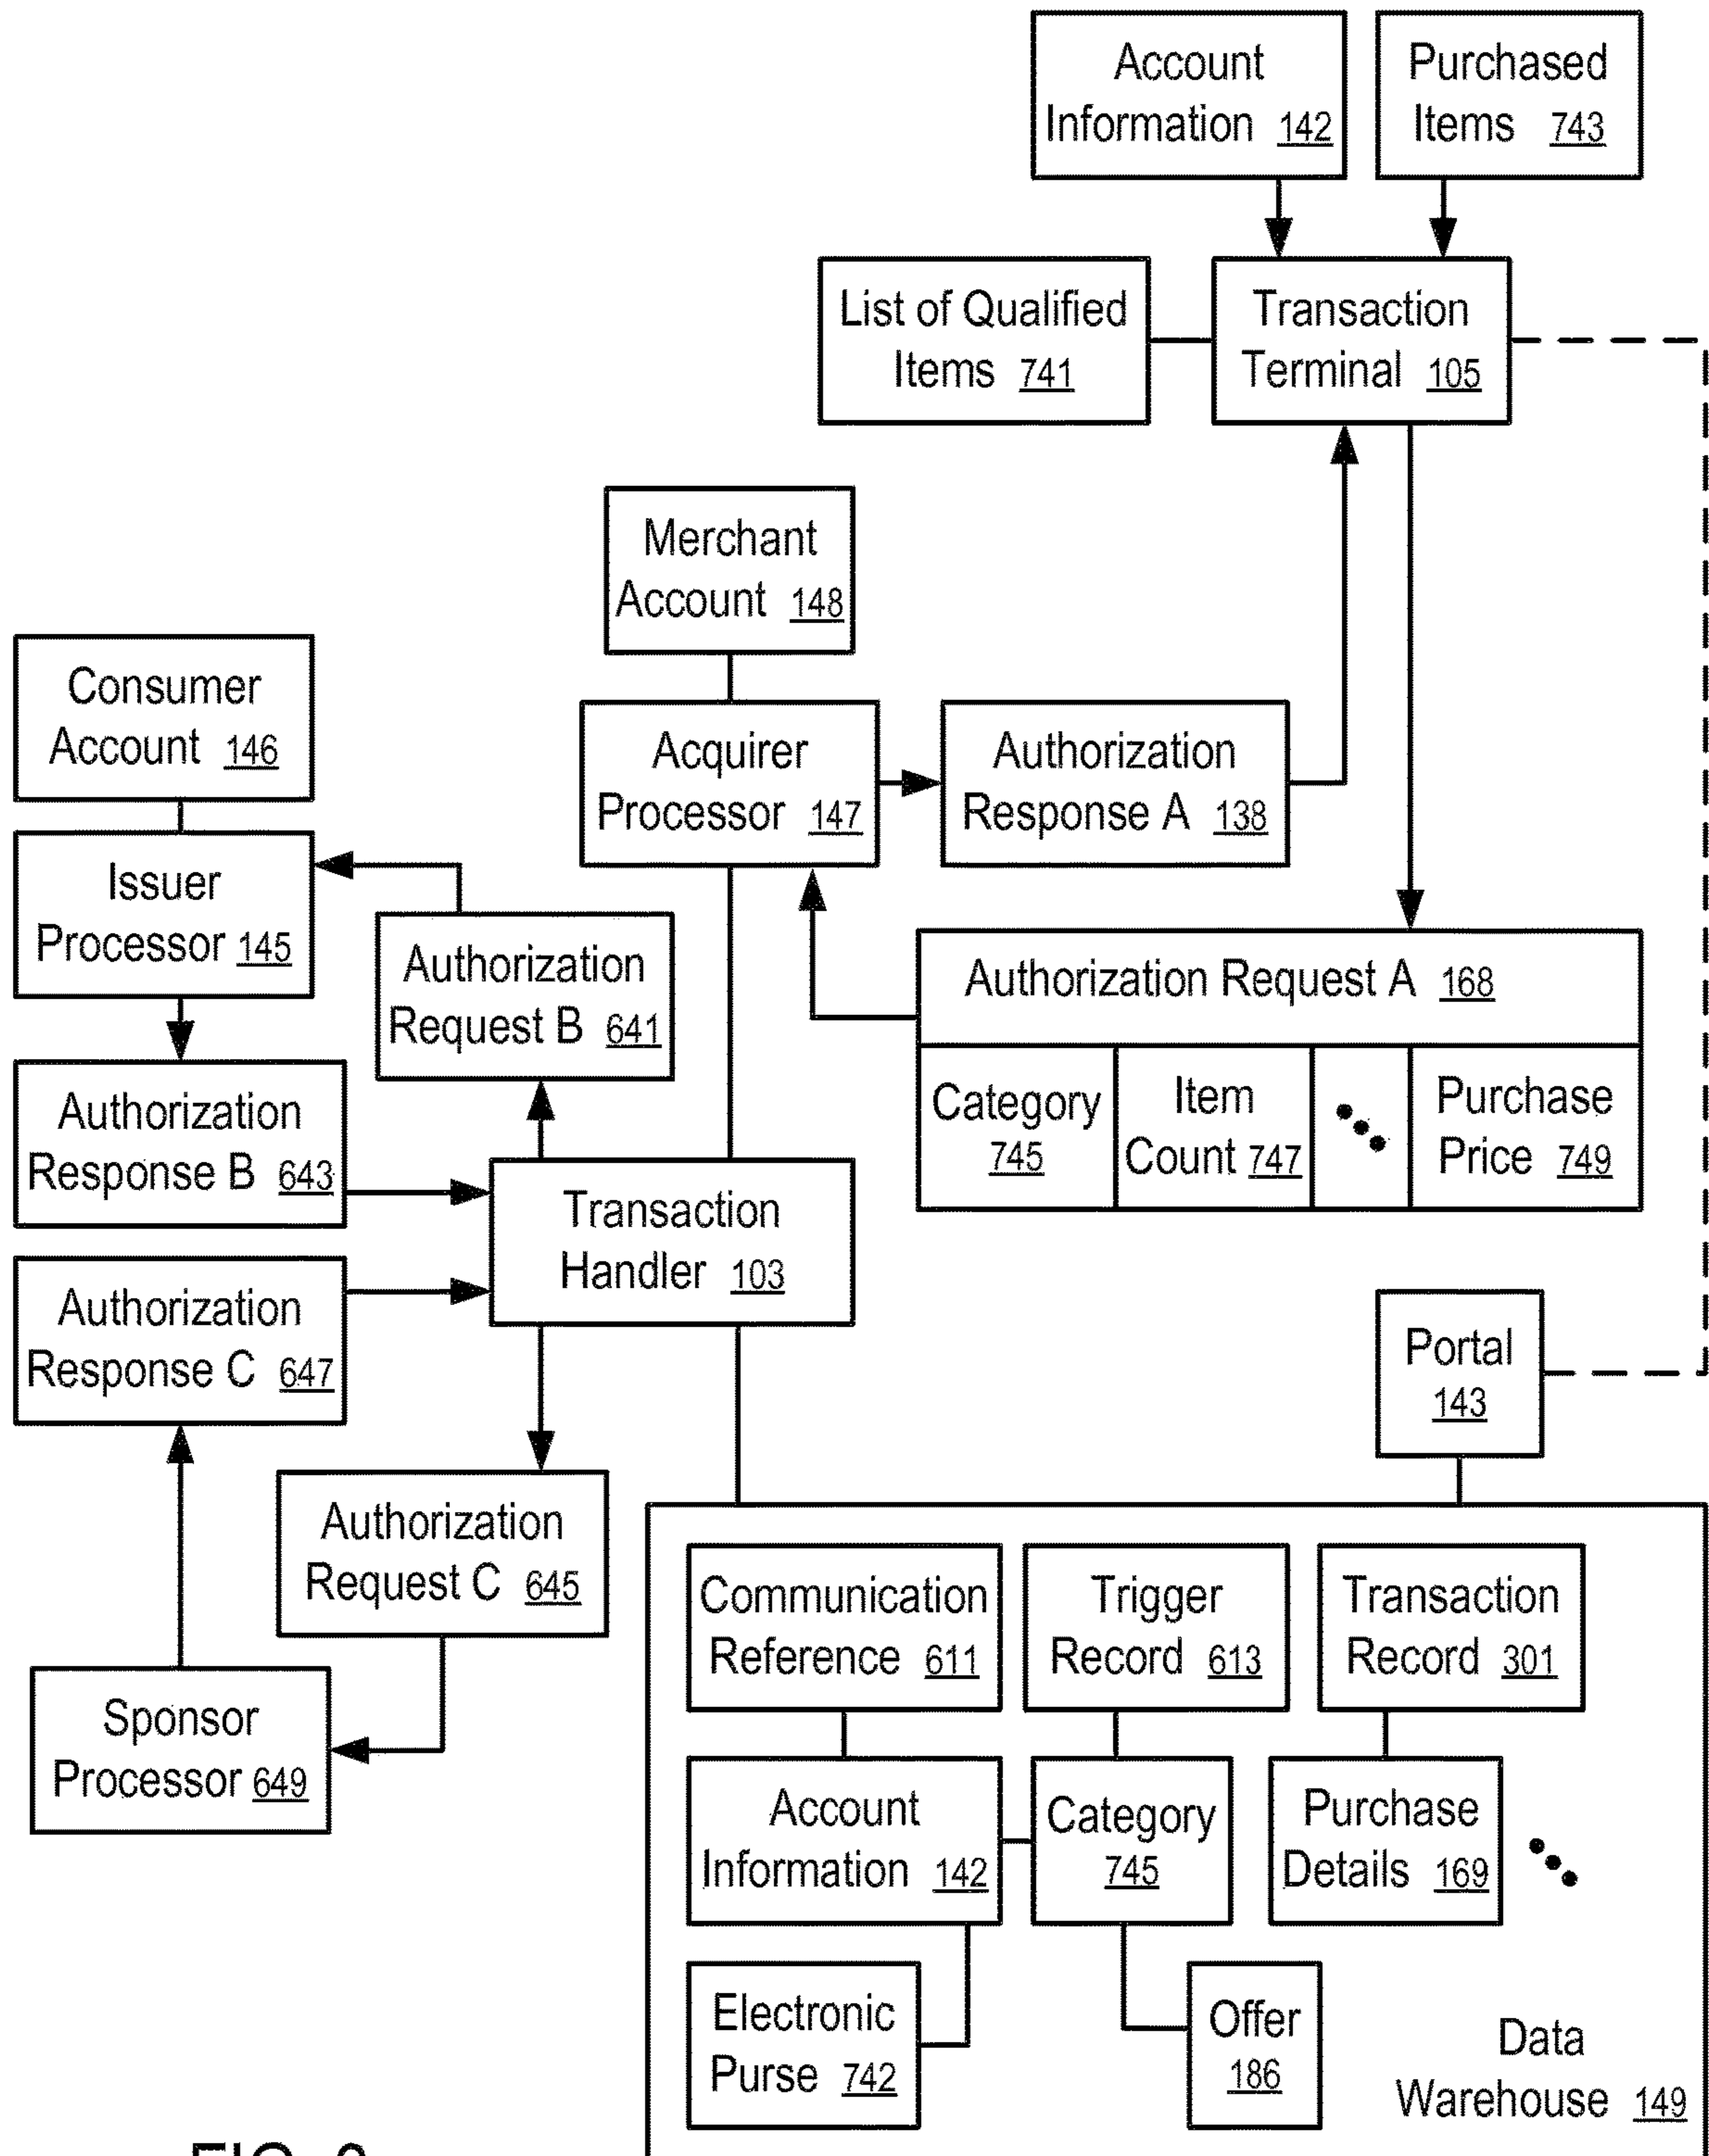 Account
Information 142
Purchased
Items 743
List of Qualified
Items 741
Transaction
Terminal 105
Merchant
Account 148
Consumer
Account 146
Acquirer
Processor 147
Authorization
Response A 138
Issuer
Processor 145
Authorization
Request B 641
Authorization Request A 168
Category
745
Item
Count 747
Purchase
Price 749
Authorization
Response B 643
Transaction
Handler 103
Authorization
Response C 647
Portal
143
Authorization
Request C 645
Sponsor
Processor 649
Communication
Reference 611
Trigger
Record 613
Transaction
Record 301
Account
Information 142
Category
745
Purchase
Details 169
Electronic
Purse 742
Offer
186
Data
Warehouse 149